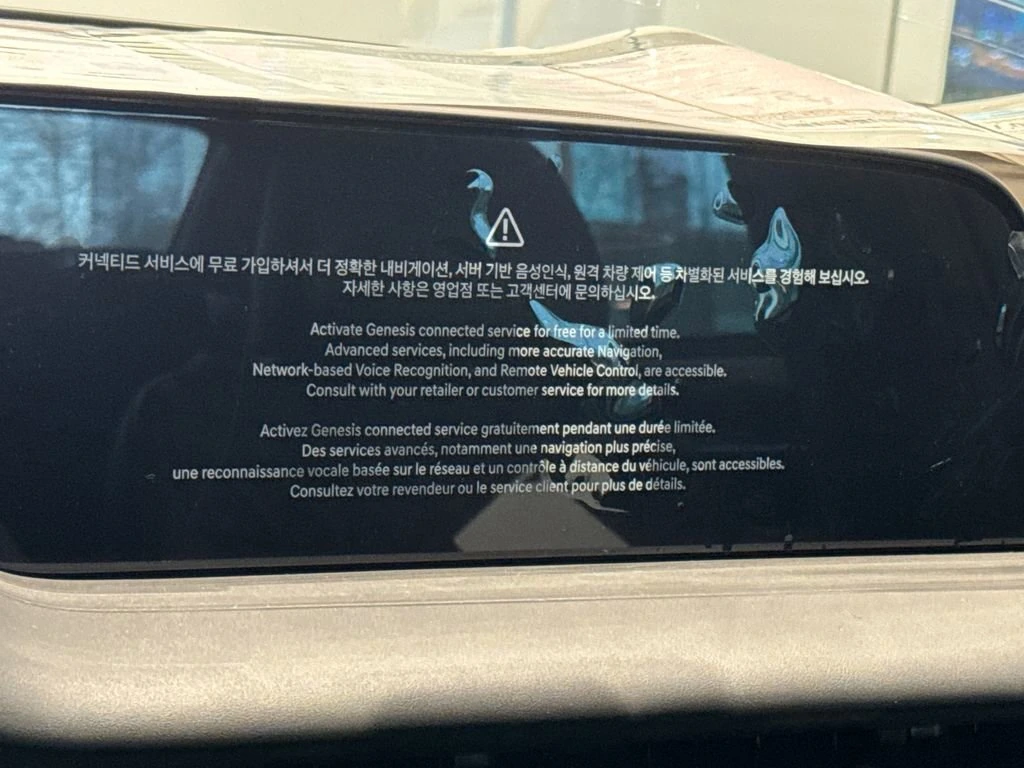 커넥티드 서비스에 무료 가입하셔서 더 정확한 내비게이션, 서버 기반 음성인식, 원격 차량 제어 등 차별화된 서비스를 경험해 보십시오.
자세한 사항은 영업점 또는 고객센터에 문의하십시오.
Activate Genesis connected service for free for a limited time.
Advanced services, including more accurate Navigation,
Network-based Voice Recognition, and Remote Vehicle Control, are accessible.
Consult with your retailer or customer service for more details.
Activez Genesis connected service gratuitement pendant une durée limitée.
Des services avancés, notamment une navigation plus précise,
une reconnaissance vocale basée sur le réseau et un contrôle à distance du véhicule, sont accessibles.
Consultez votre revendeur ou le service client pour plus de détails.